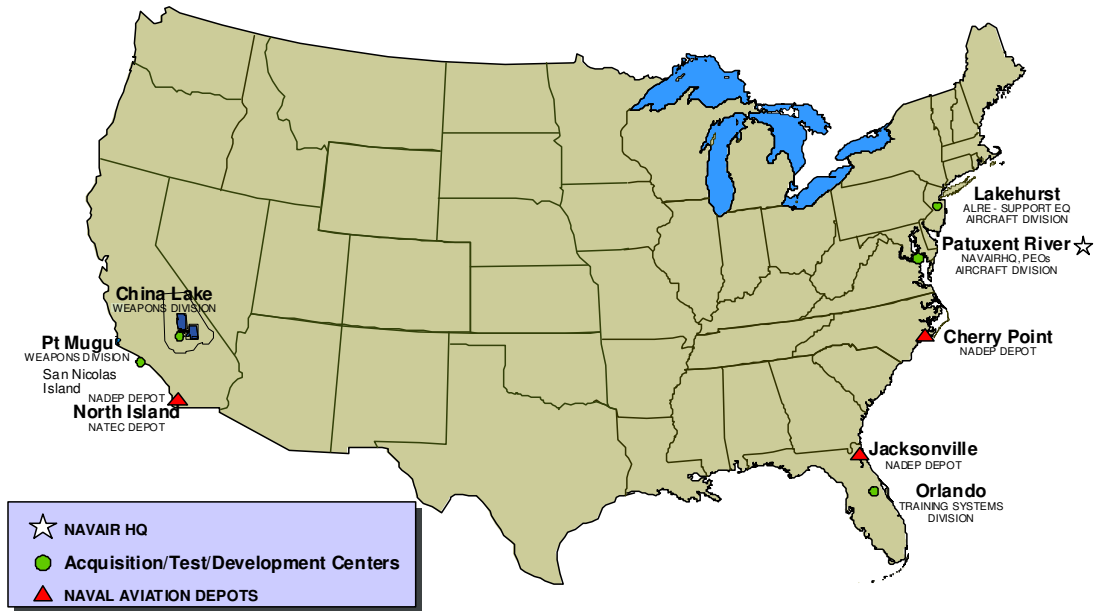 Lakehurst
ALRE - SUPPORT EQ
AIRCRAFT DIVISION
Patuxent River
NAVAIRHQ, PEOs
AIRCRAFT DIVISION
China Lake
WEAPONS DIVISION
Pt Mugu
WEAPONS DIVISION
San Nicolas
Island
NADEP DEPOT
North Island
NATEC DEPOT
Cherry Point
NADEP DEPOT
Jacksonville
NADEP DEPOT
Orlando
TRAINING SYSTEMS
DIVISION
NAVAIR HQ
Acquisition/Test/Development Centers
NAVAL AVIATION DEPOTS